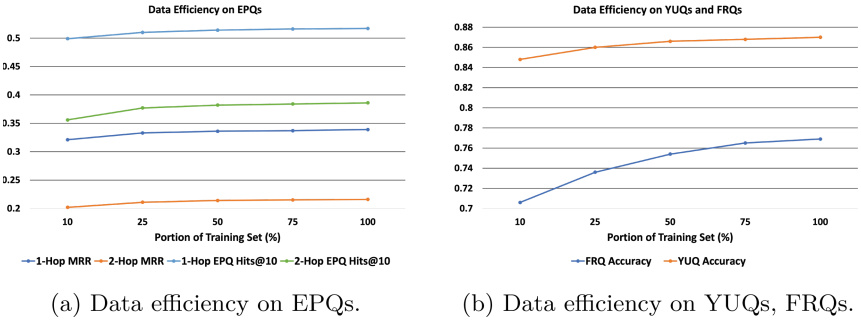 Data Efficiency on EPQs
0.5
0.45
0.4
0.35
0.3
0.25
0.2
10 25 50 75 100
Portion of Training Set (%)
1-Hop MRR 2-Hop MRR 1-Hop EPQ Hits@10 2-Hop EPQ Hits@10
(a) Data efficiency on EPQs.
Data Efficiency on YUQs and FRQs
0.88
0.86
0.84
0.82
0.8
0.78
0.76
0.74
0.72
0.7
10 25 50 75 100
Portion of Training Set (%)
FRQ Accuracy YUQ Accuracy
(b) Data efficiency on YUQs, FRQs.